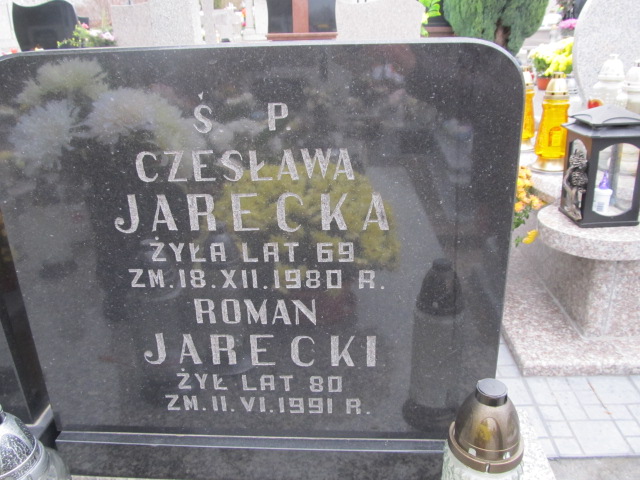 Ś. P.
CZESŁAWA
JARECKA
ŻYŁA LAT 69
ZM.18.XII.1980 R.
ROMAN
JARECKI
ŻYŁ LAT 80
ZM.11.VI.1991 R.